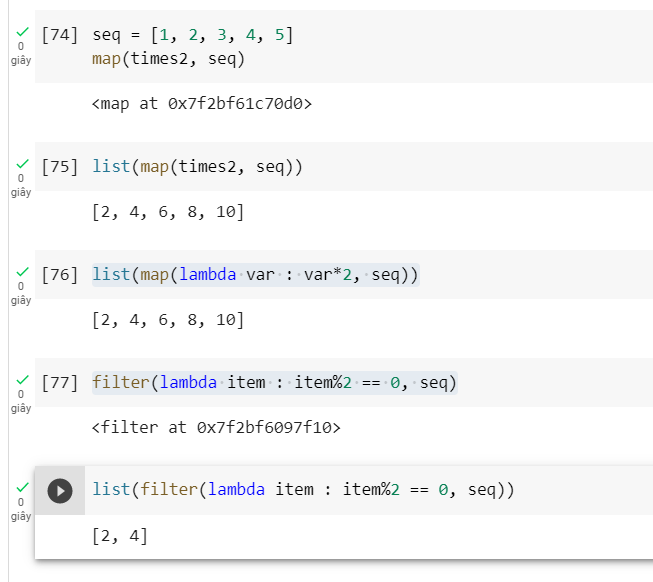 [74] seq = [1, 2, 3, 4, 5]
0
giây
map(times2, seq)
<map at 0x7f2bf61c70d0>
[75] list(map(times2, seq))
0
giây
[2, 4, 6, 8, 10]
[76] list(map(lambda var : var*2, seq))
0
giây
[2, 4, 6, 8, 10]
[77] filter(lambda item : item%2 == 0, seq)
0
giây
<filter at 0x7f2bf6097f10>
list(filter(lambda item : item%2 == 0, seq))
0
giây
[2, 4]